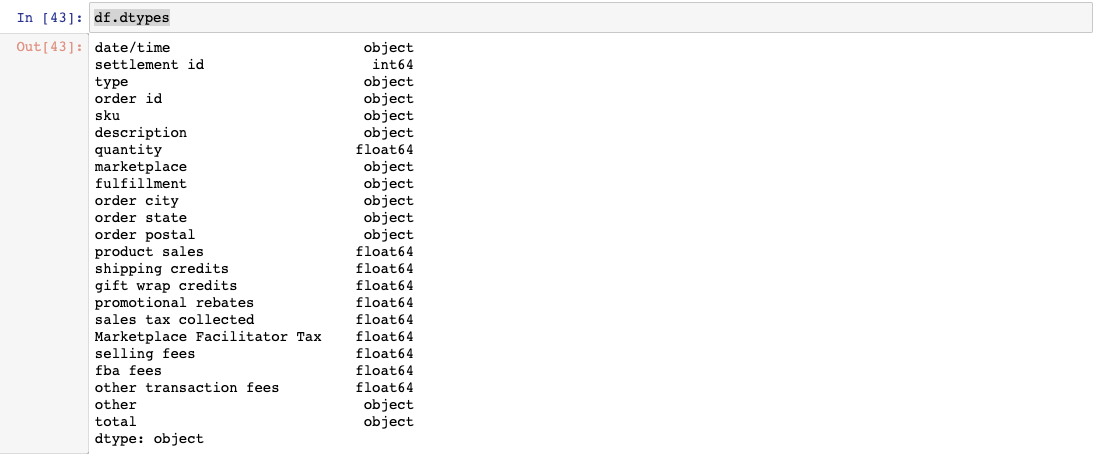 In [43]: df.dtypes
Out[43]: date/time object
settlement id int64
type object
order id object
sku object
description object
quantity float64
marketplace object
fulfillment object
order city object
order state object
order postal object
product sales float64
shipping credits float64
gift wrap credits float64
promotional rebates float64
sales tax collected float64
Marketplace Facilitator Tax float64
selling fees float64
fba fees float64
other transaction fees float64
other object
total object
dtype: object